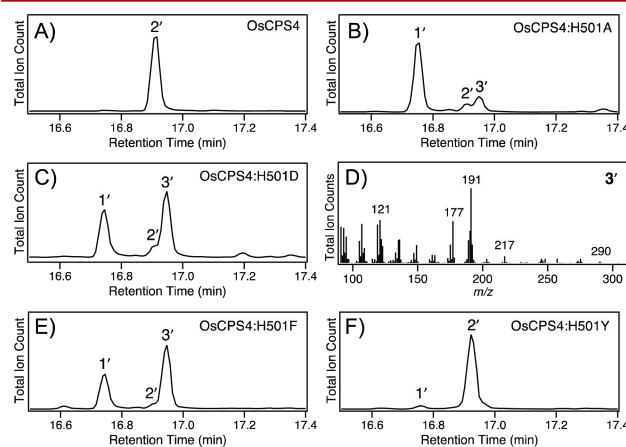 A) OsCPS4
2′
Total Ion Count
16.6 16.8 17.0 17.2 17.4
Retention Time (min)
B) OsCPS4:H501A
1′
2′ 3′
Total Ion Count
16.6 16.8 17.0 17.2 17.4
Retention Time (min)
C) OsCPS4:H501D
1′
2′
3′
Total Ion Count
16.6 16.8 17.0 17.2 17.4
Retention Time (min)
D) 3′
191
121
177
217
290
Total Ion Counts
100 150 200 250 300
m/z
E) OsCPS4:H501F
1′
2′
3′
Total Ion Count
16.6 16.8 17.0 17.2 17.4
Retention Time (min)
F) OsCPS4:H501Y
2′
1′
Total Ion Count
16.6 16.8 17.0 17.2 17.4
Retention Time (min)